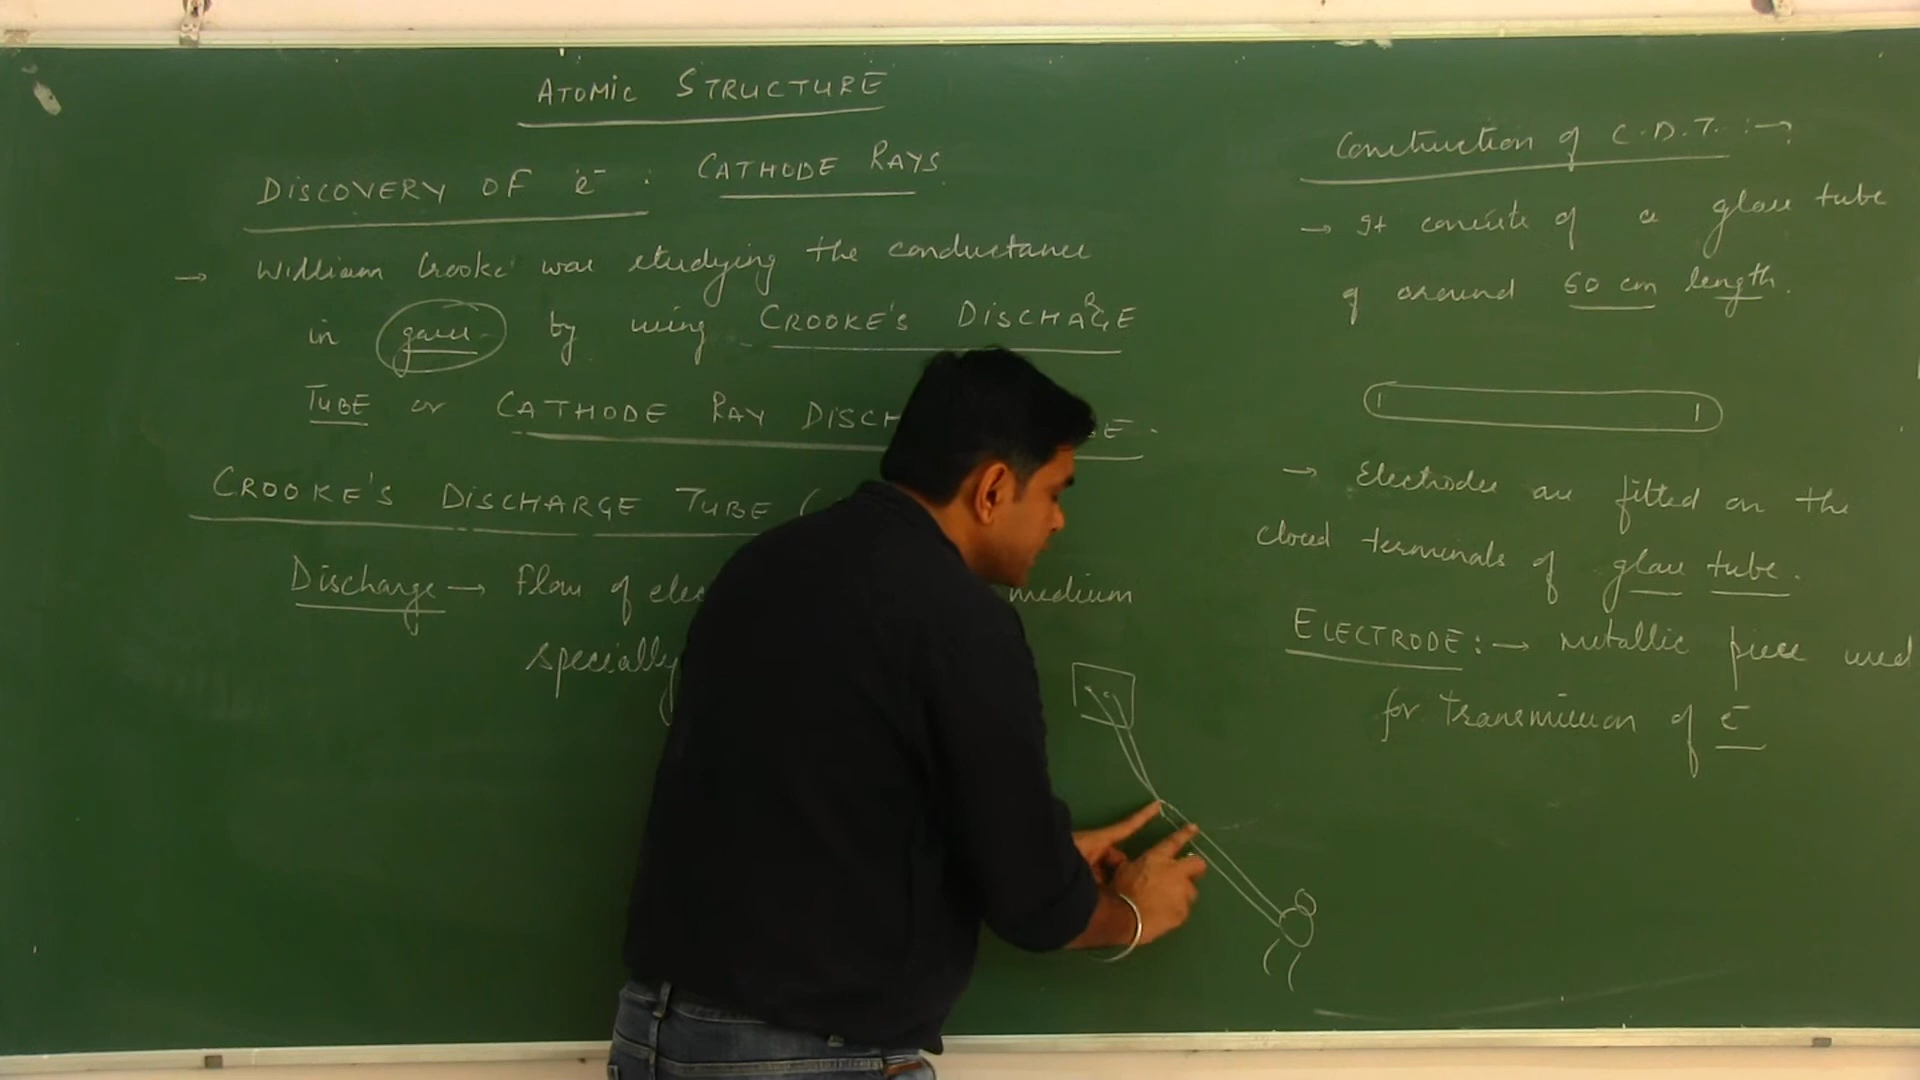 ATOMIC STRUCTURE
DISCOVERY OF e⁻ : CATHODE RAYS
→ William Crooke was studying the conductance
in gases by using CROOKE'S DISCHARGE
TUBE or CATHODE RAY DISCH
CROOKE'S DISCHARGE TUBE (
Discharge → flow of elec medium
specially
Construction of C.D.T. :→
→ It consists of a glass tube
of around 60 cm length.
→ Electrodes are fitted on the
closed terminals of glass tube.
ELECTRODE :→ Metallic piece used
for transmission of e⁻